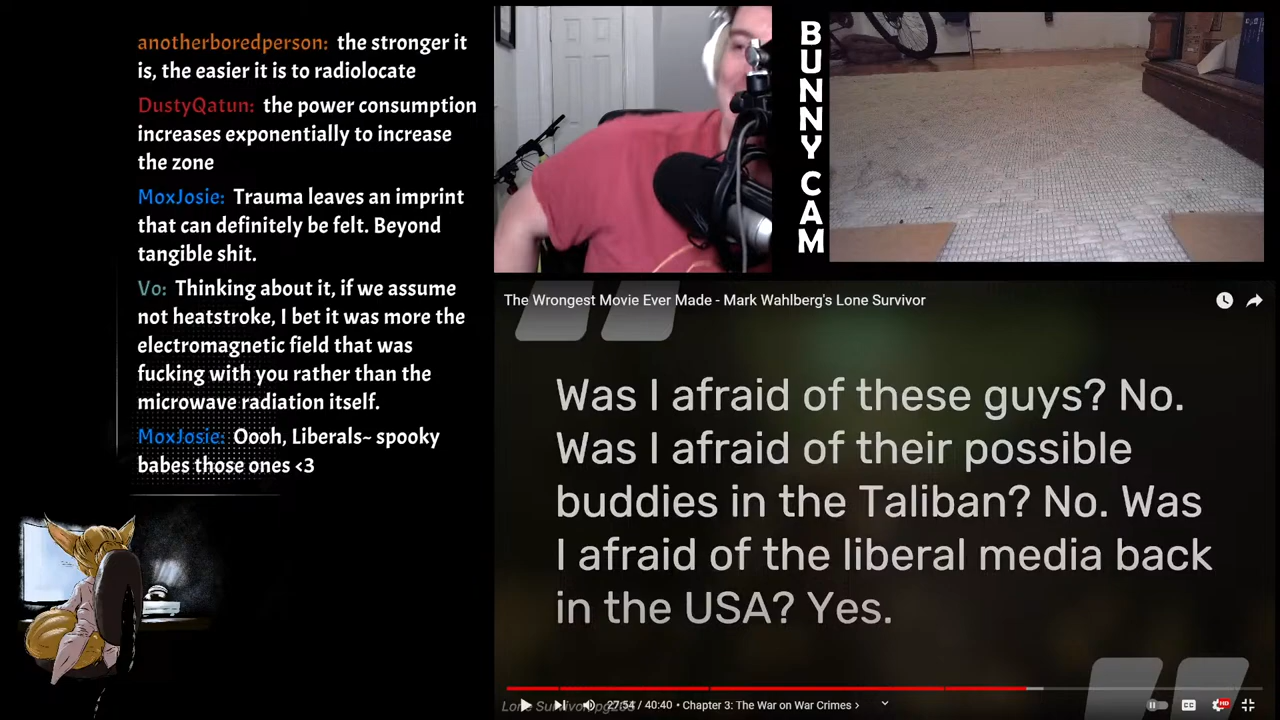 anotherboredperson: the stronger it
is, the easier it is to radiolocate
DustyQatun: the power consumption
increases exponentially to increase
the zone
MoxJosie: Trauma leaves an imprint
that can definitely be felt. Beyond
tangible shit.
Vo: Thinking about it, if we assume
not heatstroke, I bet it was more the
electromagnetic field that was
fucking with you rather than the
microwave radiation itself.
MoxJosie: Oooh, Liberals~ spooky
babes those ones <3
BUNNY CAM
The Wrongest Movie Ever Made - Mark Wahlberg's Lone Survivor
Was I afraid of these guys? No.
Was I afraid of their possible
buddies in the Taliban? No. Was
I afraid of the liberal media back
in the USA? Yes.
27:54 / 40:40 • Chapter 3: The War on War Crimes ›
CC
HD